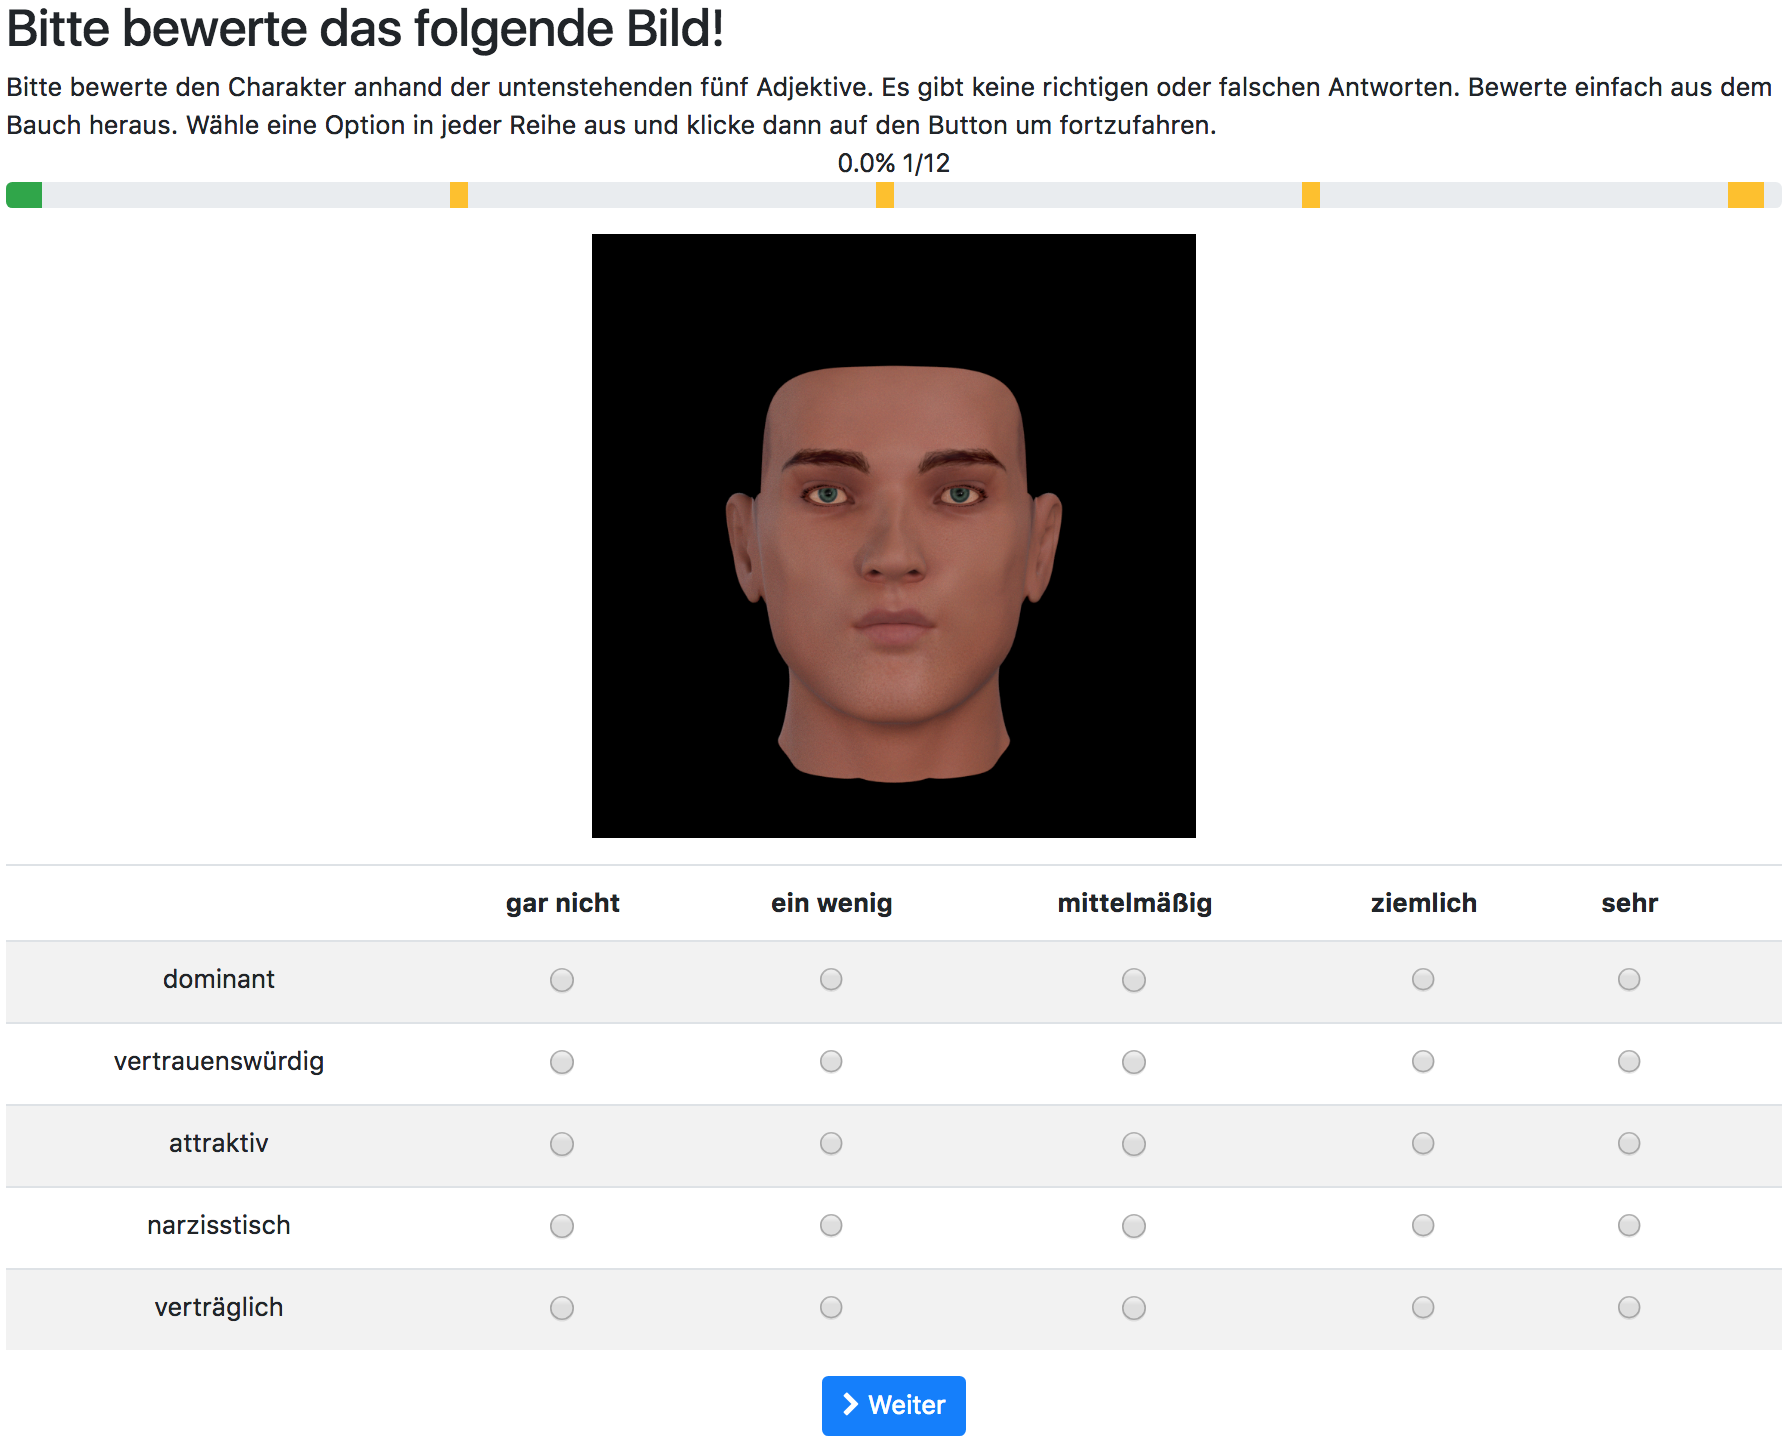 Bitte bewerte das folgende Bild!
Bitte bewerte den Charakter anhand der untenstehenden fünf Adjektive. Es gibt keine richtigen oder falschen Antworten. Bewerte einfach aus dem
Bauch heraus. Wähle eine Option in jeder Reihe aus und klicke dann auf den Button um fortzufahren.
0.0% 1/12
gar nicht ein wenig mittelmäßig ziemlich sehr
dominant
vertrauenswürdig
attraktiv
narzisstisch
verträglich
Weiter